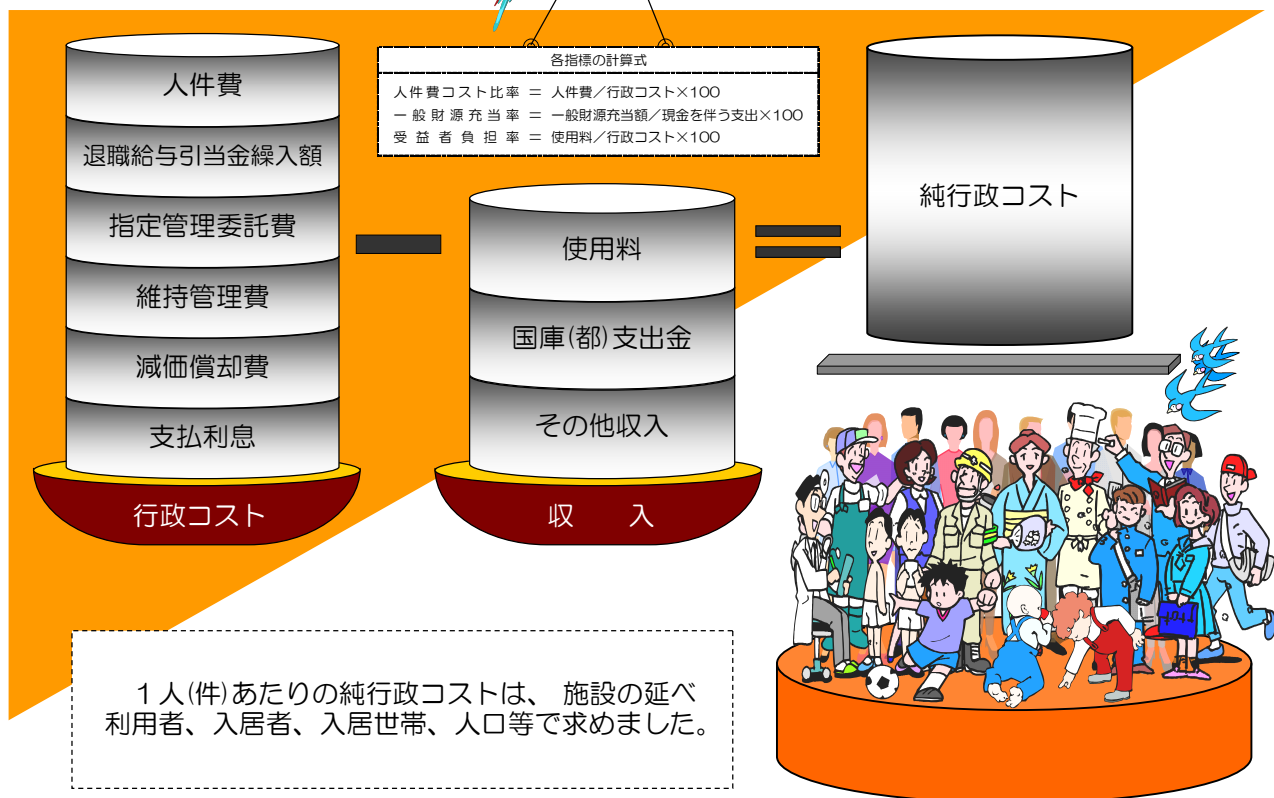 各指標の計算式
人件費コスト比率 ＝ 人件費/行政コスト×100
一般財源充当率 ＝ 一般財源充当額/現金を伴う支出×100
受益者負担率 ＝ 使用料/行政コスト×100
人件費
退職給与引当金繰入額
指定管理委託費
維持管理費
減価償却費
支払利息
行政コスト
使用料
国庫(都)支出金
その他収入
収　入
純行政コスト
１人(件)あたりの純行政コストは、 施設の延べ
利用者、入居者、入居世帯、人口等で求めました。